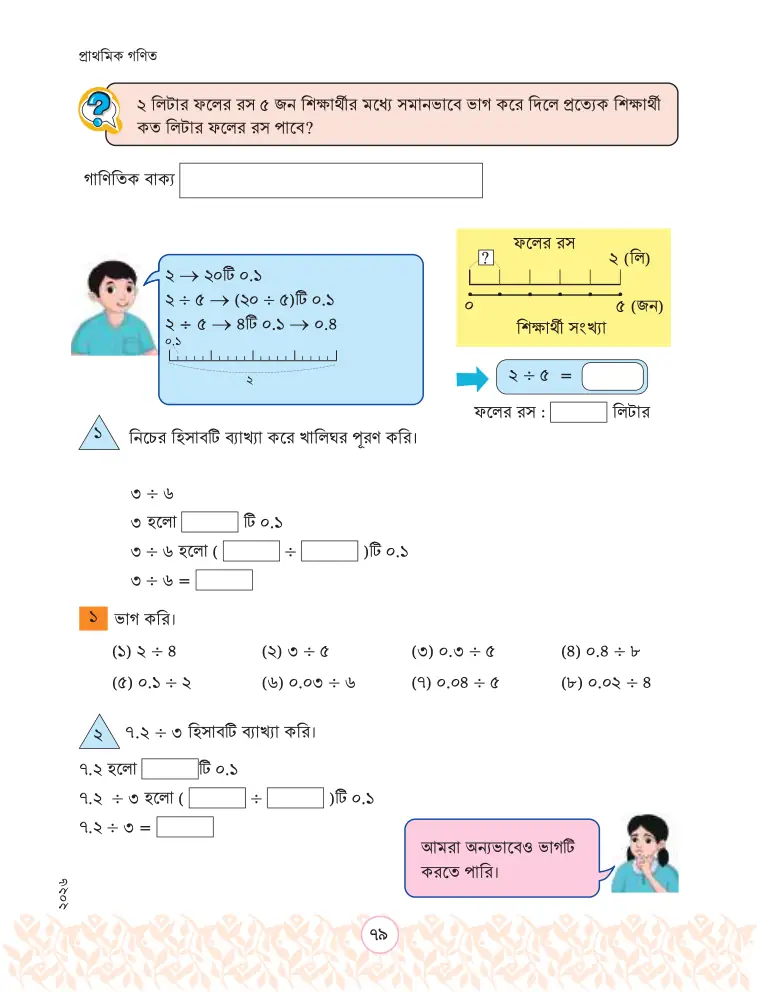 প্রাথমিক গণিত
২ লিটার ফলের রস ৫ জন শিক্ষার্থীর মধ্যে সমানভাবে ভাগ করে দিলে প্রত্যেক শিক্ষার্থী
কত লিটার ফলের রস পাবে?
গাণিতিক বাক্য
২ → ২০টি ০.১
২ ÷ ৫ → (২০ ÷ ৫)টি ০.১
২ ÷ ৫ → ৪টি ০.১ → ০.৪
০.১
২
ফলের রস
? ২ (লি)
০ ৫ (জন)
শিক্ষার্থী সংখ্যা
২ ÷ ৫ =
ফলের রস : লিটার
১ নিচের হিসাবটি ব্যাখ্যা করে খালিঘর পূরণ করি।
৩ ÷ ৬
৩ হলো টি ০.১
৩ ÷ ৬ হলো ( ÷ )টি ০.১
৩ ÷ ৬ =
১ ভাগ করি।
(১) ২ ÷ ৪ (২) ৩ ÷ ৫ (৩) ০.৩ ÷ ৫ (৪) ০.৪ ÷ ৮
(৫) ০.১ ÷ ২ (৬) ০.০৩ ÷ ৬ (৭) ০.০৪ ÷ ৫ (৮) ০.০২ ÷ ৪
২ ৭.২ ÷ ৩ হিসাবটি ব্যাখ্যা করি।
৭.২ হলো টি ০.১
৭.২ ÷ ৩ হলো ( ÷ )টি ০.১
৭.২ ÷ ৩ =
আমরা অন্যভাবেও ভাগটি
করতে পারি।
২০২৬
৭৯